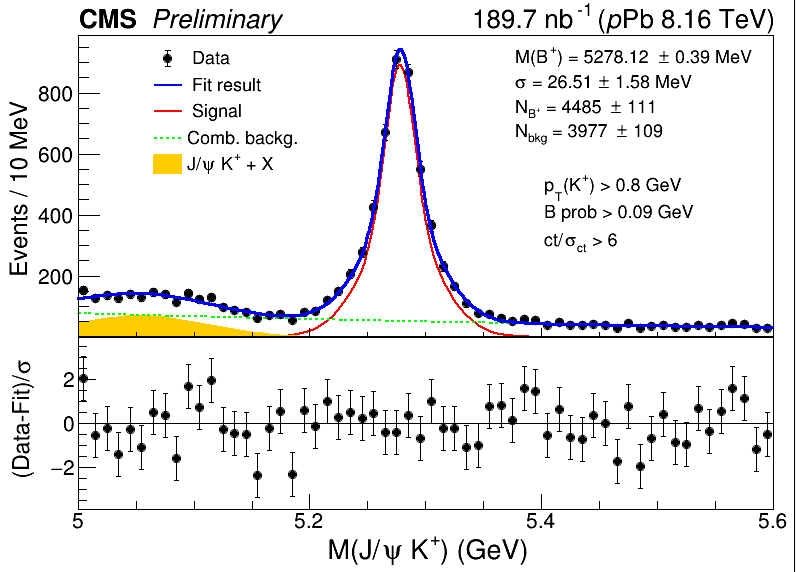 CMS Preliminary 189.7 nb⁻¹ (pPb 8.16 TeV)
Data
Fit result
Signal
Comb. backg.
J/ψ K⁺ + X
M(B⁺) = 5278.12 ± 0.39 MeV
σ = 26.51 ± 1.58 MeV
N_B⁺ = 4485 ± 111
N_bkg = 3977 ± 109
p_T(K⁺) > 0.8 GeV
B prob > 0.09 GeV
ct/σ_ct > 6
Events / 10 MeV
800
600
400
200
(Data-Fit)/σ
2
0
−2
5 5.2 5.4 5.6
M(J/ψ K⁺) (GeV)